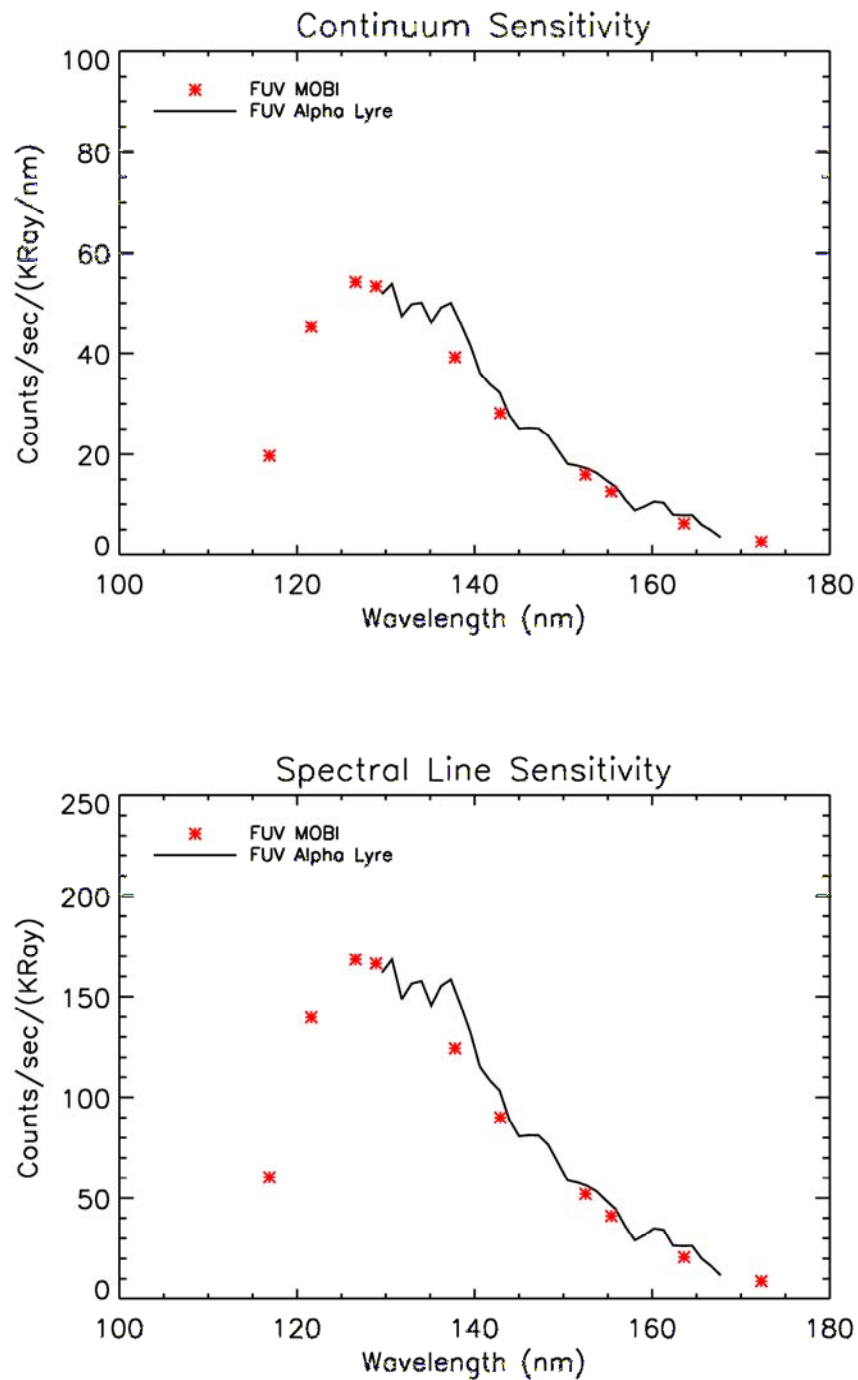 Continuum Sensitivity
100
80
60
40
20
0
Counts/sec/(KRay/nm)
FUV MOBI
FUV Alpha Lyre
100 120 140 160 180
Wavelength (nm)
Spectral Line Sensitivity
250
200
150
100
50
0
Counts/sec/(KRay)
FUV MOBI
FUV Alpha Lyre
100 120 140 160 180
Wavelength (nm)